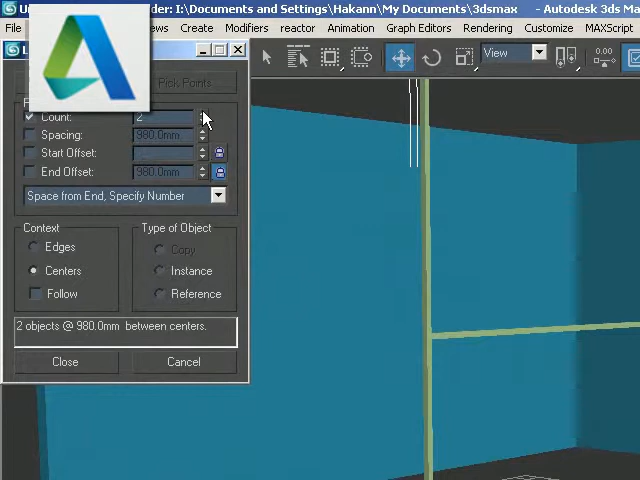 der: I:\Documents and Settings\Hakann\My Documents\3dsmax - Autodesk 3ds Ma
File ews Create Modifiers reactor Animation Graph Editors Rendering Customize MAXScript
View 0.00
Pick Points
Count: 2
Spacing: 980.0mm
Start Offset:
End Offset: 980.0mm
Space from End, Specify Number
Context Type of Object
Edges Copy
Centers Instance
Follow Reference
2 objects @ 980.0mm between centers.
Close Cancel